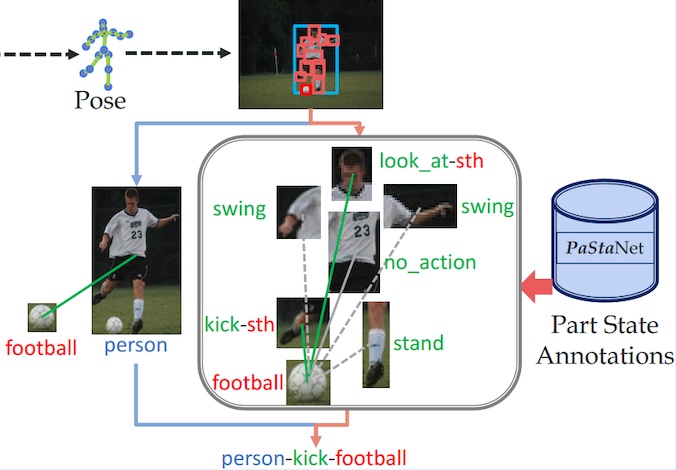 Pose
look_at-sth
swing
swing
23
23
no_action
PaStaNet
kick-sth
football
person
stand
football
Part State
Annotations
person-kick-football